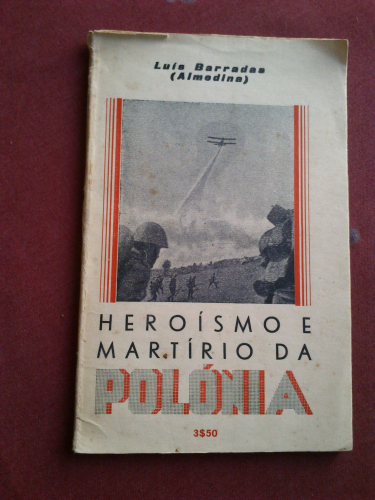 Luís Barradas
(Almedina)
HEROÍSMO E
MARTÍRIO DA
POLÓNIA
3$50